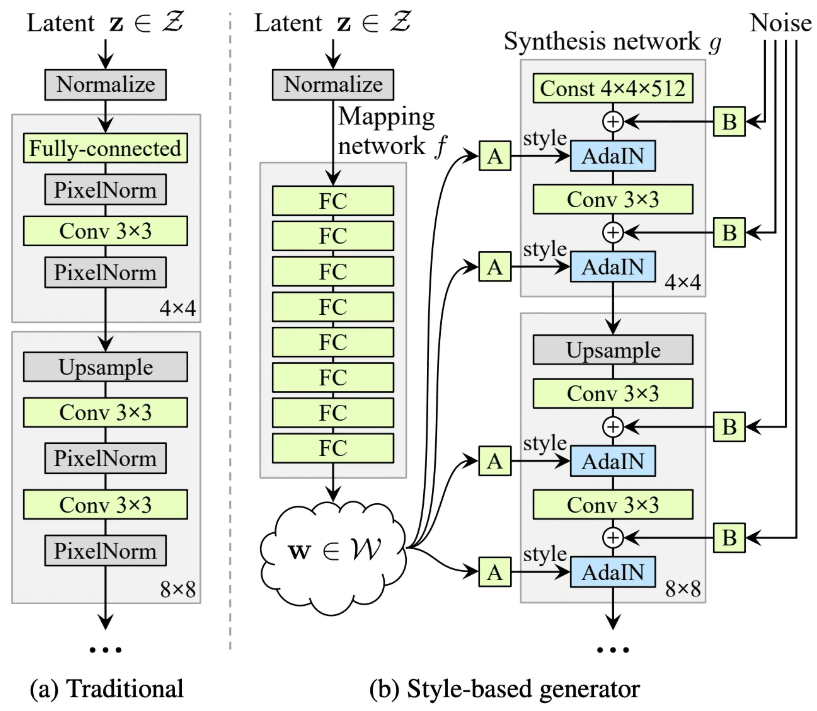 Latent z ∈ 𝒵
Normalize
Fully-connected
PixelNorm
Conv 3×3
PixelNorm
4×4
Upsample
Conv 3×3
PixelNorm
Conv 3×3
PixelNorm
8×8
...
(a) Traditional
Latent z ∈ 𝒵
Normalize
Mapping
network f
FC
FC
FC
FC
FC
FC
FC
FC
w ∈ 𝒲
Synthesis network g
Noise
Const 4×4×512
+
B
A
style
AdaIN
Conv 3×3
+
B
A
style
AdaIN
4×4
Upsample
Conv 3×3
+
B
A
style
AdaIN
Conv 3×3
+
B
A
style
AdaIN
8×8
...
(b) Style-based generator